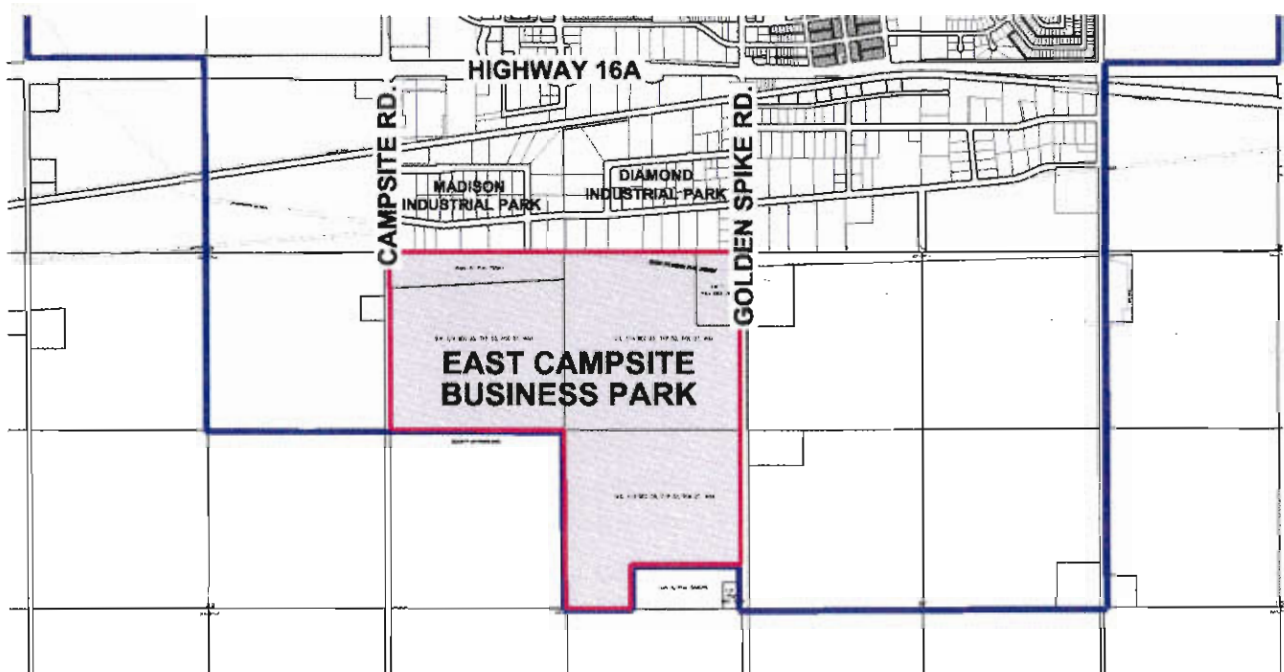 HIGHWAY 16A
CAMPSITE RD.
GOLDEN SPIKE RD.
MADISON
INDUSTRIAL PARK
DIAMOND
INDUSTRIAL PARK
EAST CAMPSITE
BUSINESS PARK